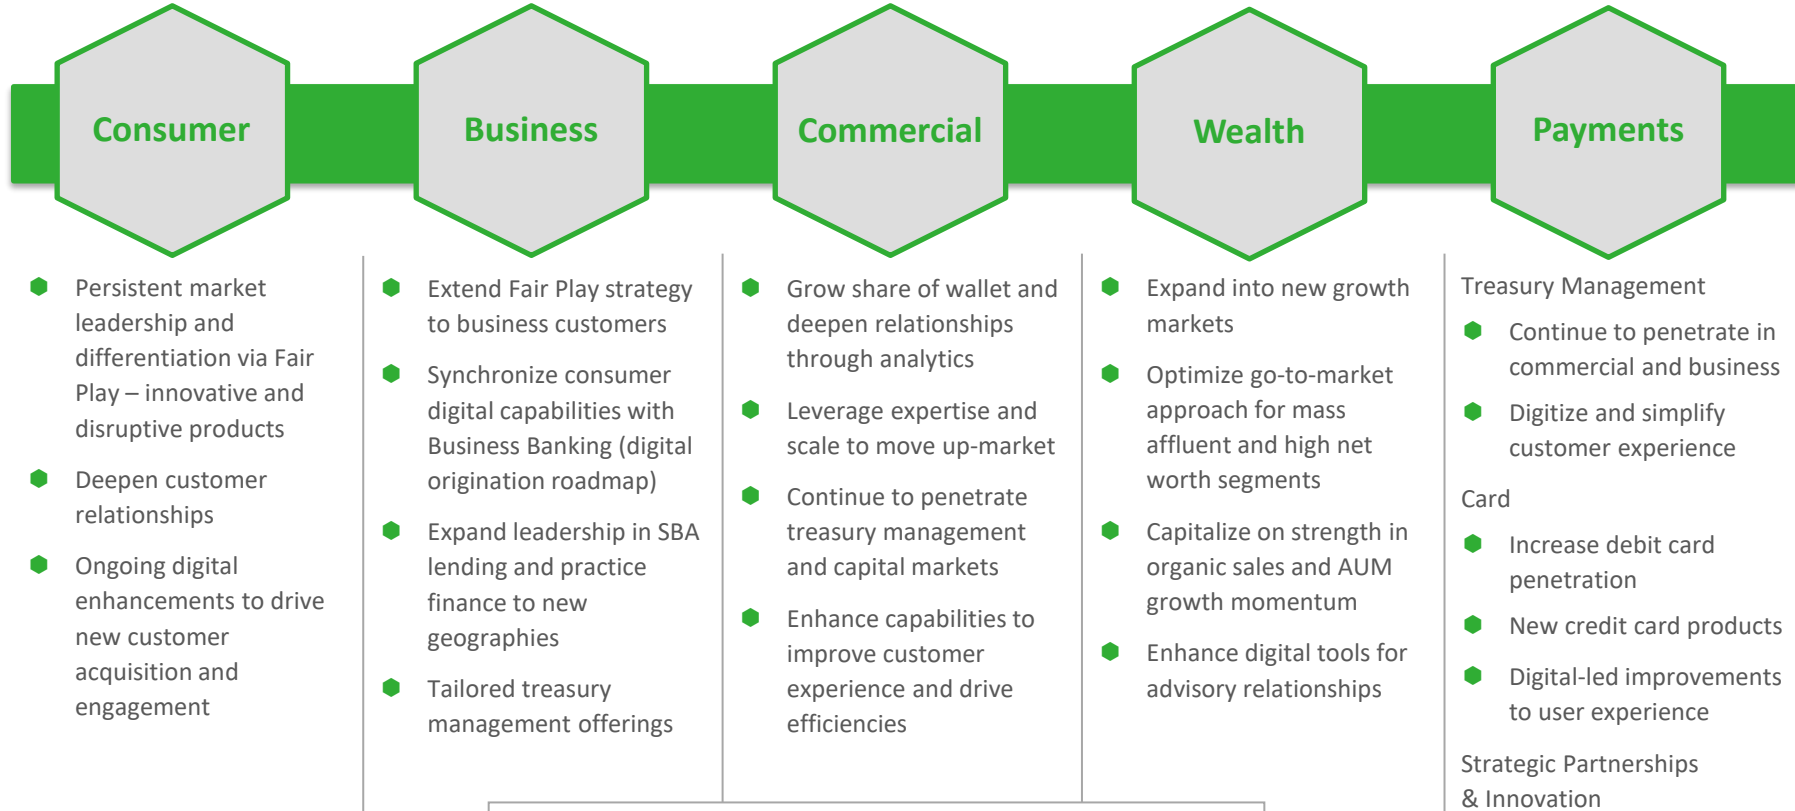 Consumer
Business
Commercial
Wealth
Payments
Persistent market
leadership and
differentiation via Fair
Play – innovative and
disruptive products
Deepen customer
relationships
Ongoing digital
enhancements to drive
new customer
acquisition and
engagement
Extend Fair Play strategy
to business customers
Synchronize consumer
digital capabilities with
Business Banking (digital
origination roadmap)
Expand leadership in SBA
lending and practice
finance to new
geographies
Tailored treasury
management offerings
Grow share of wallet and
deepen relationships
through analytics
Leverage expertise and
scale to move up-market
Continue to penetrate
treasury management
and capital markets
Enhance capabilities to
improve customer
experience and drive
efficiencies
Expand into new growth
markets
Optimize go-to-market
approach for mass
affluent and high net
worth segments
Capitalize on strength in
organic sales and AUM
growth momentum
Enhance digital tools for
advisory relationships
Treasury Management
Continue to penetrate in
commercial and business
Digitize and simplify
customer experience
Card
Increase debit card
penetration
New credit card products
Digital-led improvements
to user experience
Strategic Partnerships
& Innovation